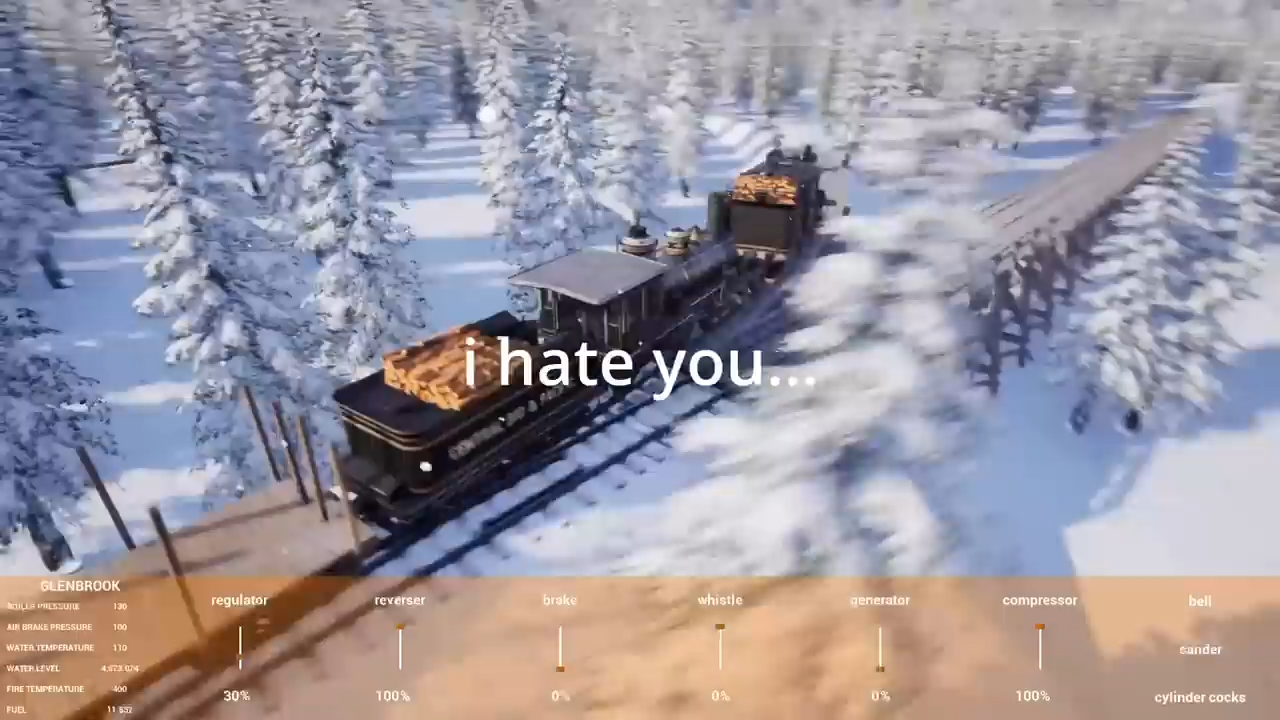 i hate you...
GLENBROOK
BOILER PRESSURE 130
AIR BRAKE PRESSURE 100
WATER TEMPERATURE 110
WATER LEVEL
FIRE TEMPERATURE 400
FUEL
regulator
30%
reverser
100%
brake
0%
whistle
0%
generator
0%
compressor
100%
bell
sander
cylinder cocks